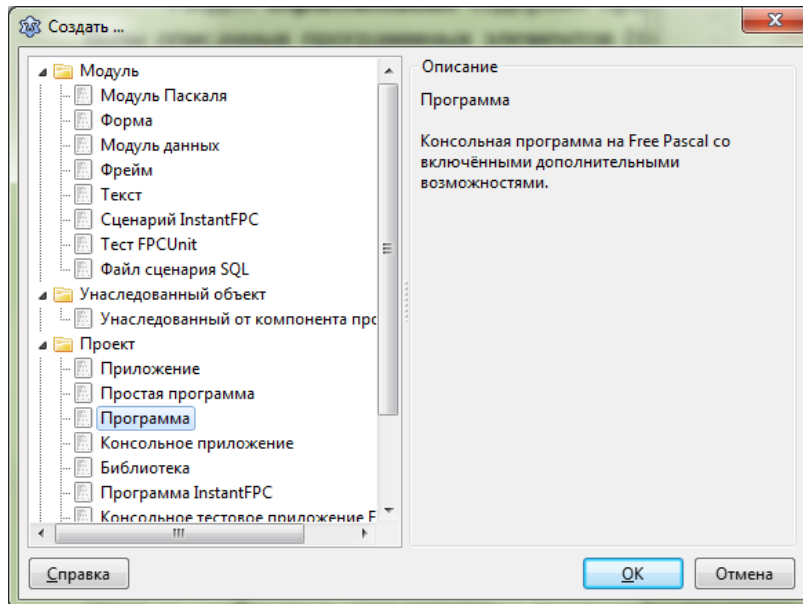 Создать ...
Модуль
Модуль Паскаля
Форма
Модуль данных
Фрейм
Текст
Сценарий InstantFPC
Тест FPCUnit
Файл сценария SQL
Унаследованный объект
Унаследованный от компонента прс
Проект
Приложение
Простая программа
Программа
Консольное приложение
Библиотека
Программа InstantFPC
Консольное тестовое приложение F
Описание
Программа
Консольная программа на Free Pascal со
включёнными дополнительными
возможностями.
Справка
OK
Отмена